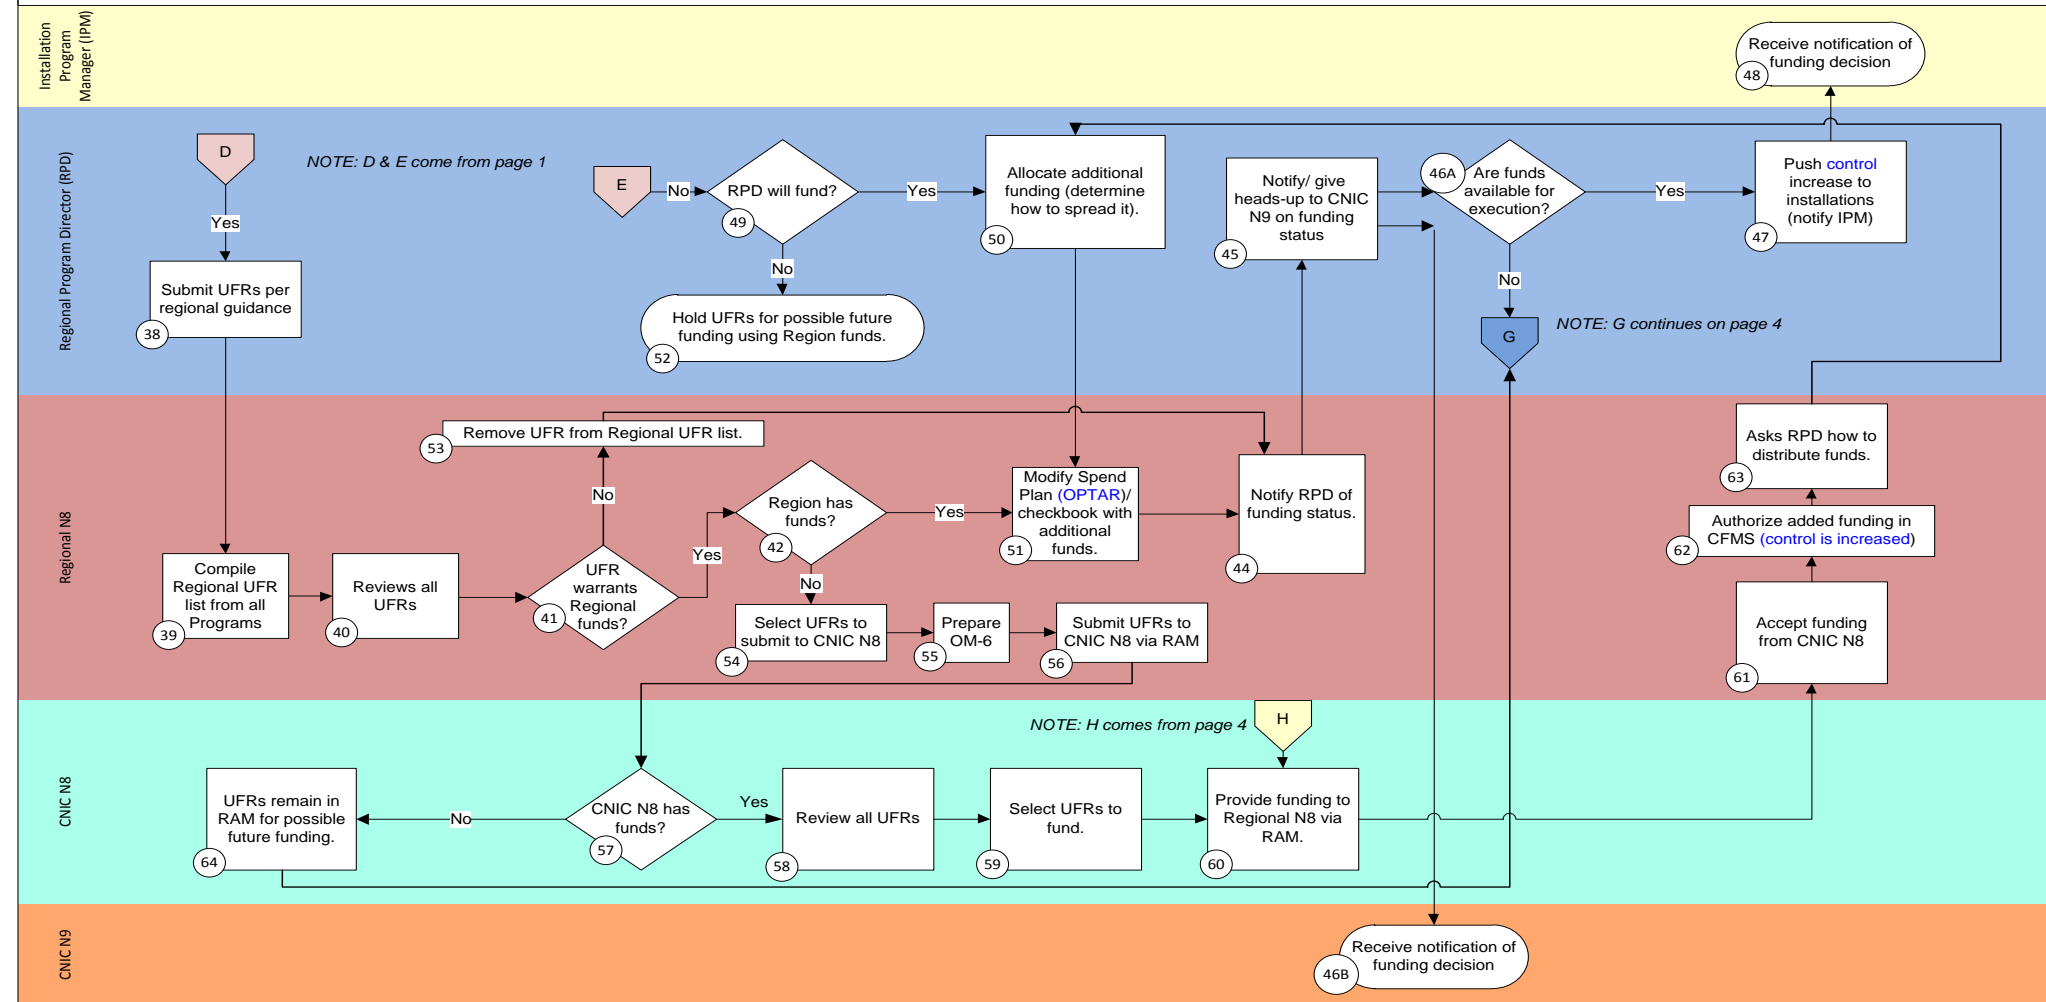 Installation
Program
Manager (IPM)
Receive notification of
funding decision
48
Regional Program Director (RPD)
D
NOTE: D & E come from page 1
Yes
Submit UFRs per
regional guidance
38
E
No
RPD will fund?
49
Yes
No
Hold UFRs for possible future
funding using Region funds.
52
Allocate additional
funding (determine
how to spread it).
50
Notify/ give
heads-up to CNIC
N9 on funding
status
45
46A
Are funds
available for
execution?
Yes
No
G
NOTE: G continues on page 4
Push control
increase to
installations
(notify IPM)
47
Regional N8
53
Remove UFR from Regional UFR list.
No
Compile
Regional UFR
list from all
Programs
39
Reviews all
UFRs
40
UFR
warrants
Regional
funds?
41
Yes
Region has
funds?
42
Yes
No
Modify Spend
Plan (OPTAR)/
checkbook with
additional
funds.
51
Notify RPD of
funding status.
44
Select UFRs to
submit to CNIC N8
54
Prepare
OM-6
55
Submit UFRs to
CNIC N8 via RAM
56
Asks RPD how to
distribute funds.
63
Authorize added funding in
CFMS (control is increased)
62
Accept funding
from CNIC N8
61
CNIC N8
NOTE: H comes from page 4
H
UFRs remain in
RAM for possible
future funding.
64
No
CNIC N8 has
funds?
57
Yes
Review all UFRs
58
Select UFRs to
fund.
59
Provide funding to
Regional N8 via
RAM.
60
CNIC N9
Receive notification of
funding decision
46B